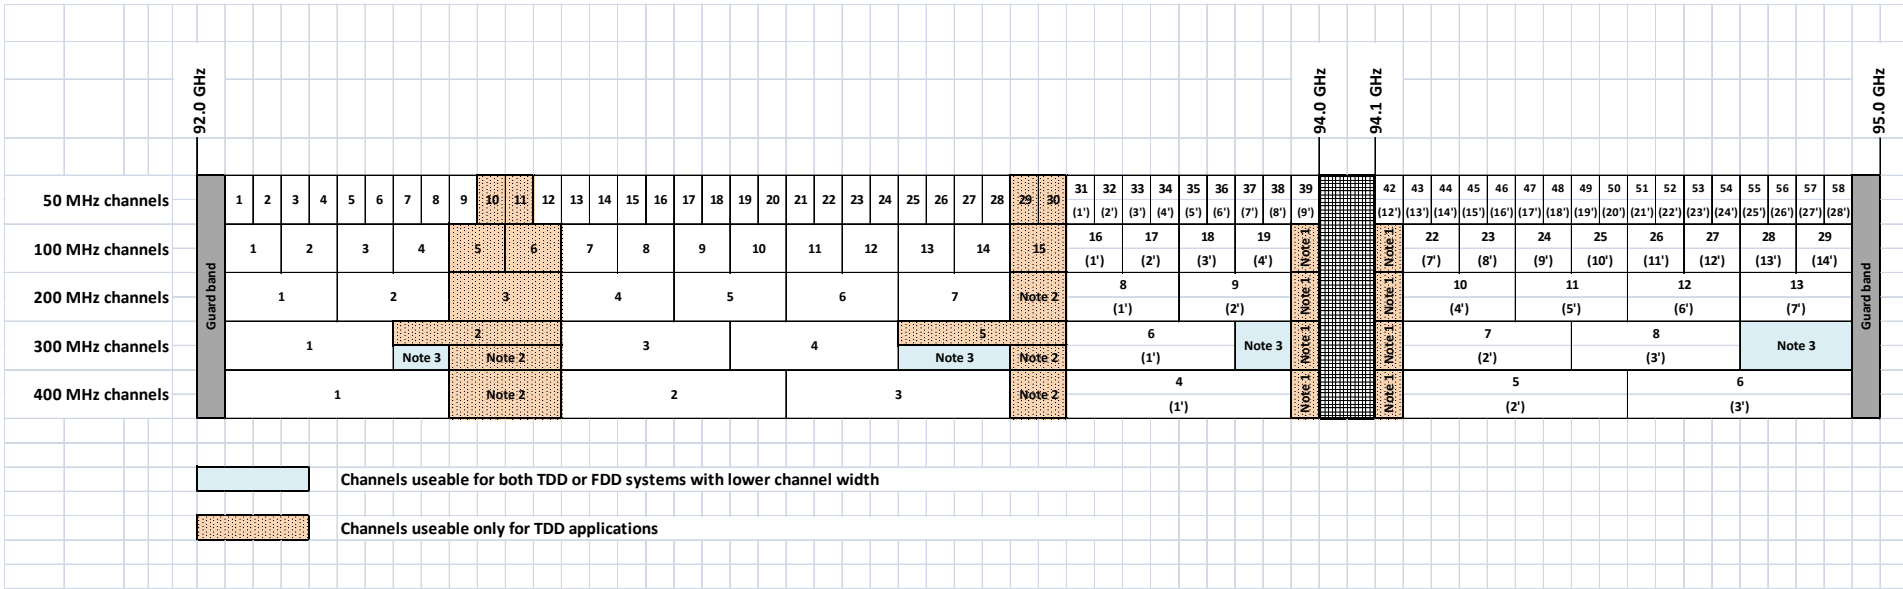 92.0 GHz
94.0 GHz
94.1 GHz
95.0 GHz
Guard band
50 MHz channels
1 2 3 4 5 6 7 8 9 10 11 12 13 14 15 16 17 18 19 20 21 22 23 24 25 26 27 28 29 30 31 32 33 34 35 36 37 38 39 42 43 44 45 46 47 48 49 50 51 52 53 54 55 56 57 58
(1') (2') (3') (4') (5') (6') (7') (8') (9') (12') (13') (14') (15') (16') (17') (18') (19') (20') (21') (22') (23') (24') (25') (26') (27') (28')
100 MHz channels
1 2 3 4 5 6 7 8 9 10 11 12 13 14 15 16 17 18 19 Note 1 Note 1 22 23 24 25 26 27 28 29
(1') (2') (3') (4') (7') (8') (9') (10') (11') (12') (13') (14')
200 MHz channels
1 2 3 4 5 6 7 Note 2 8 9 Note 1 Note 1 10 11 12 13
(1') (2') (4') (5') (6') (7')
300 MHz channels
1 2 3 4 5 6 Note 3 Note 1 Note 1 7 8 Note 3
Note 3 Note 2 Note 3 Note 2 (1') (2') (3')
400 MHz channels
1 Note 2 2 3 Note 2 4 Note 1 Note 1 5 6
(1') (2') (3')
Guard band
Channels useable for both TDD or FDD systems with lower channel width
Channels useable only for TDD applications